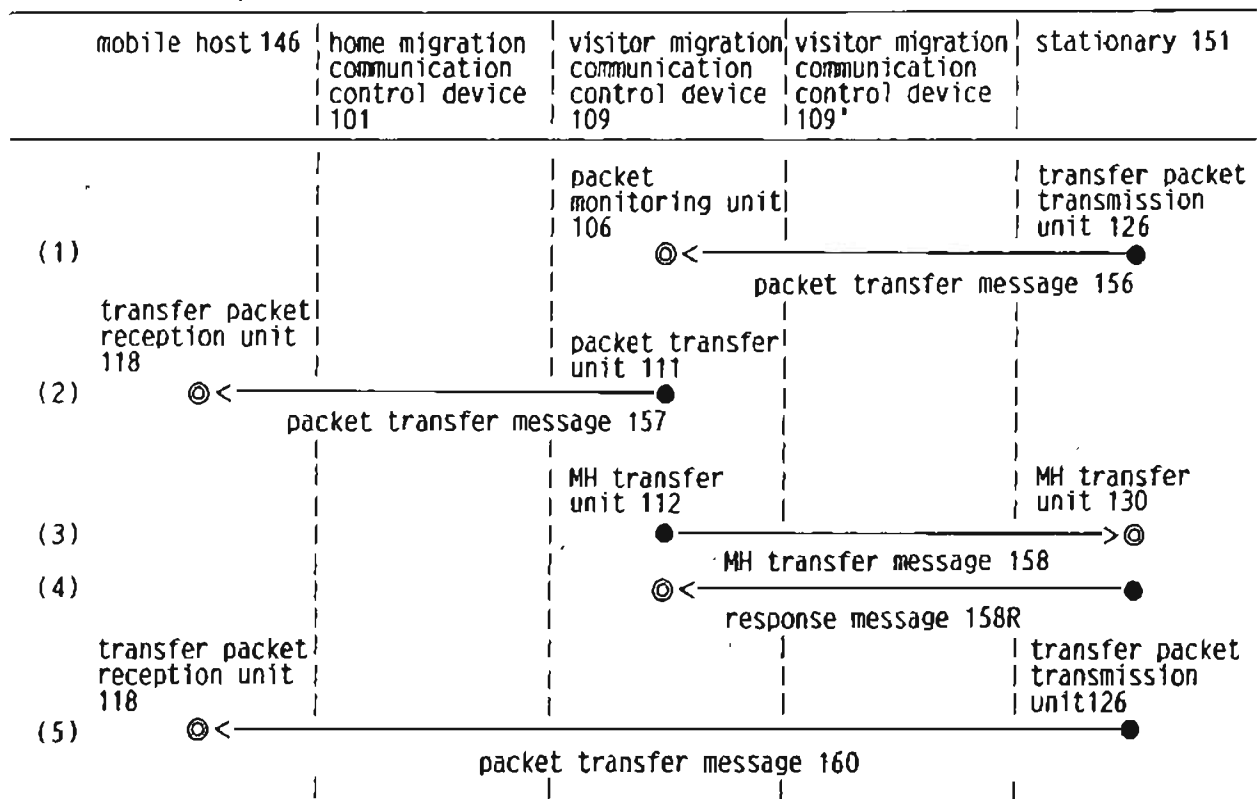 mobile host 146
home migration
communication
control device
101
visitor migration
communication
control device
109
visitor migration
communication
control device
109'
stationary 151
packet
monitoring unit
106
transfer packet
transmission
unit 126
(1)
packet transfer message 156
transfer packet
reception unit
118
packet transfer
unit 111
(2)
packet transfer message 157
MH transfer
unit 112
MH transfer
unit 130
(3)
MH transfer message 158
(4)
response message 158R
transfer packet
reception unit
118
transfer packet
transmission
unit126
(5)
packet transfer message 160